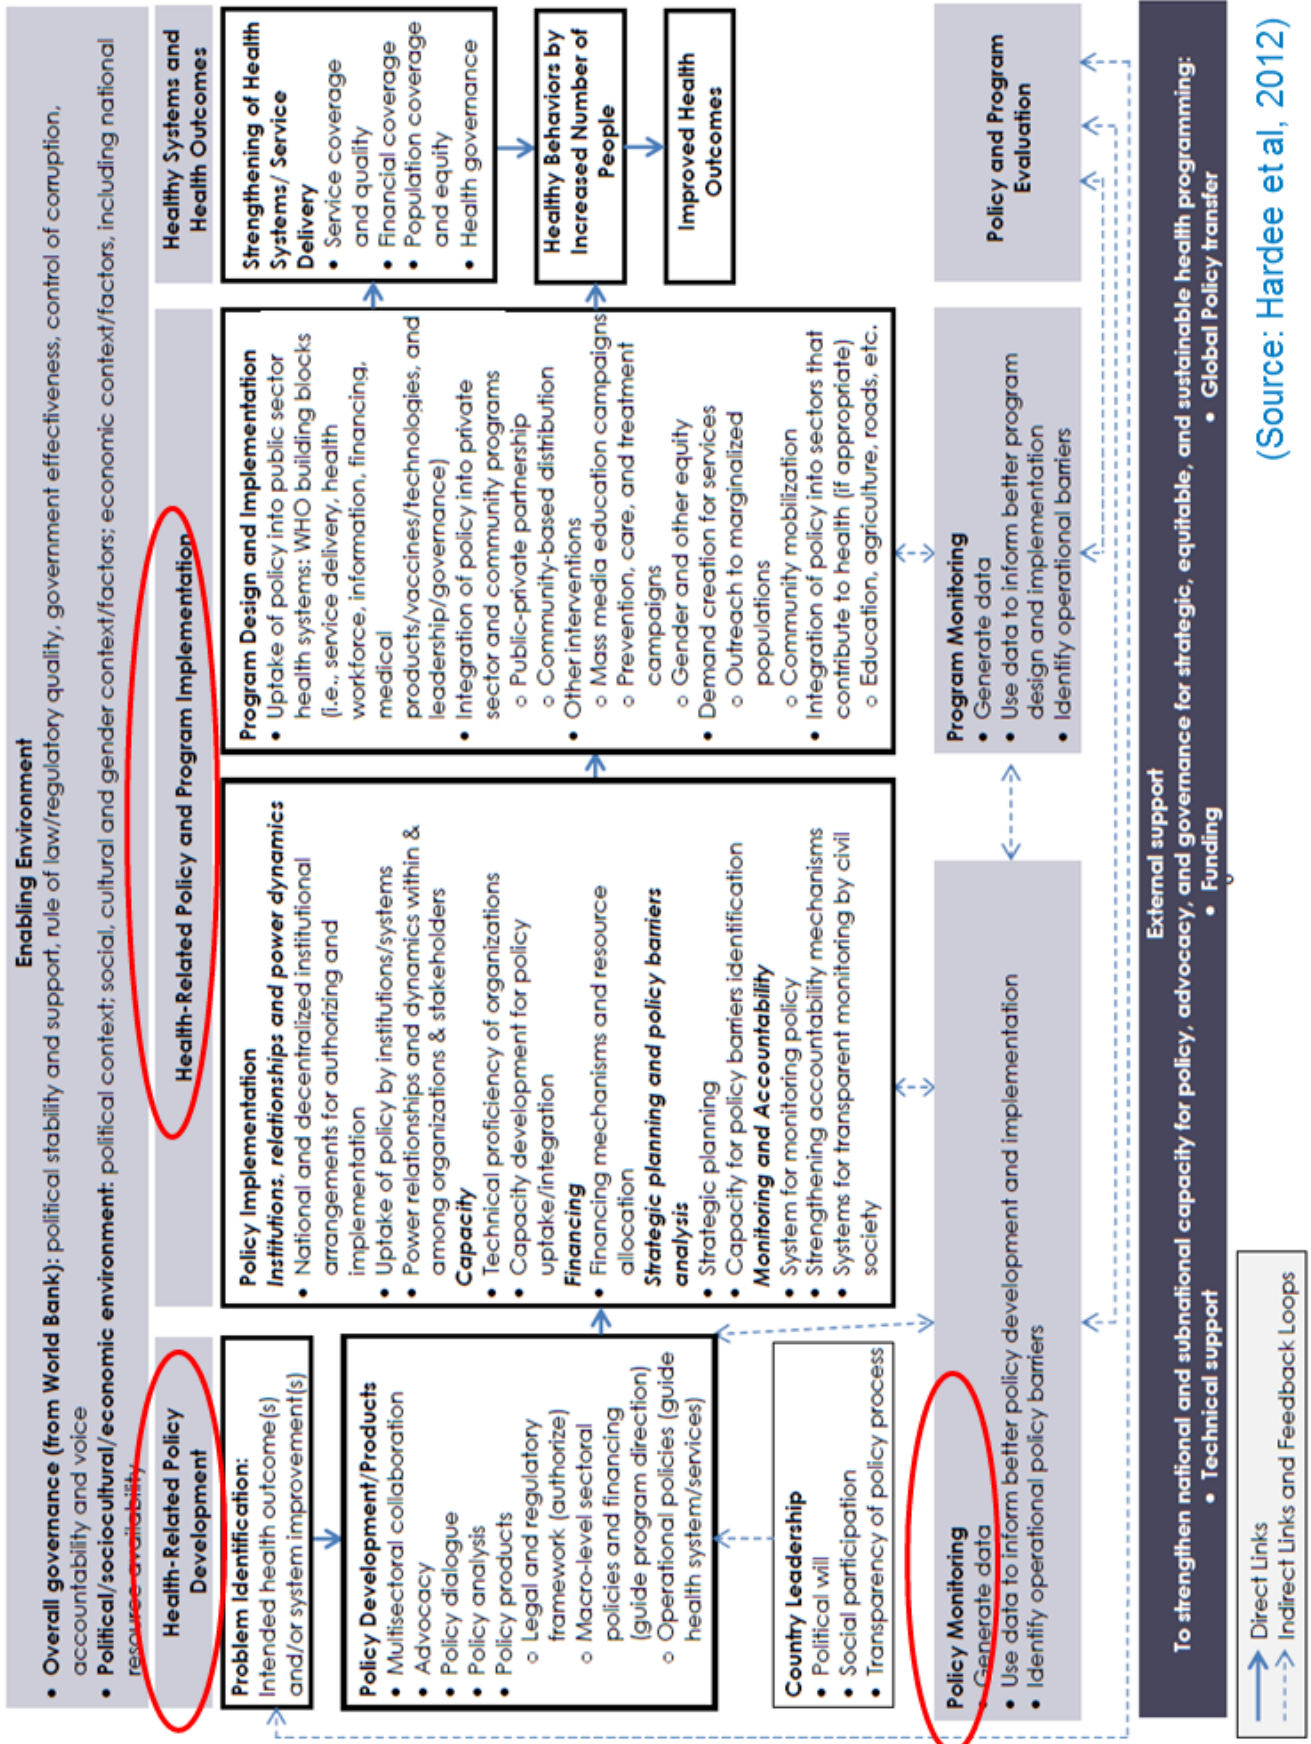 Enabling Environment
• Overall governance (from World Bank): political stability and support, rule of law/regulatory quality, government effectiveness, control of corruption,
accountability and voice
• Political/sociocultural/economic environment: political context; social, cultural and gender context/factors; economic context/factors, including national
resource availability
Health-Related Policy
Development
Health-Related Policy and Program Implementation
Healthy Systems and
Health Outcomes
Problem Identification:
Intended health outcome(s)
and/or system improvement(s)
Policy Development/Products
• Multisectoral collaboration
• Advocacy
• Policy dialogue
• Policy analysis
• Policy products
○ Legal and regulatory
framework (authorize)
○ Macro-level sectoral
policies and financing
(guide program direction)
○ Operational policies (guide
health system/services)
Country Leadership
• Political will
• Social participation
• Transparency of policy process
Policy Implementation
Institutions, relationships and power dynamics
• National and decentralized institutional
arrangements for authorizing and
implementation
• Uptake of policy by institutions/systems
• Power relationships and dynamics within &
among organizations & stakeholders
Capacity
• Technical proficiency of organizations
• Capacity development for policy
uptake/integration
Financing
• Financing mechanisms and resource
allocation
Strategic planning and policy barriers
analysis
• Strategic planning
• Capacity for policy barriers identification
Monitoring and Accountability
• System for monitoring policy
• Strengthening accountability mechanisms
• Systems for transparent monitoring by civil
society
Program Design and Implementation
• Uptake of policy into public sector
health systems: WHO building blocks
(i.e., service delivery, health
workforce, information, financing,
medical
products/vaccines/technologies, and
leadership/governance)
• Integration of policy into private
sector and community programs
○ Public-private partnership
○ Community-based distribution
• Other interventions
○ Mass media education campaigns
○ Prevention, care, and treatment
campaigns
○ Gender and other equity
• Demand creation for services
○ Outreach to marginalized
populations
○ Community mobilization
• Integration of policy into sectors that
contribute to health (if appropriate)
○ Education, agriculture, roads, etc.
Strengthening of Health
Systems/ Service
Delivery
• Service coverage
and quality
• Financial coverage
• Population coverage
and equity
• Health governance
Healthy Behaviors by
Increased Number of
People
Improved Health
Outcomes
Policy Monitoring
• Generate data
• Use data to inform better policy development and implementation
• Identify operational policy barriers
Program Monitoring
• Generate data
• Use data to inform better program
design and implementation
• Identify operational barriers
Policy and Program
Evaluation
External support
To strengthen national and subnational capacity for policy, advocacy, and governance for strategic, equitable, and sustainable health programming:
• Technical support
• Funding
• Global Policy transfer
Direct Links
Indirect Links and Feedback Loops
(Source: Hardee et al, 2012)